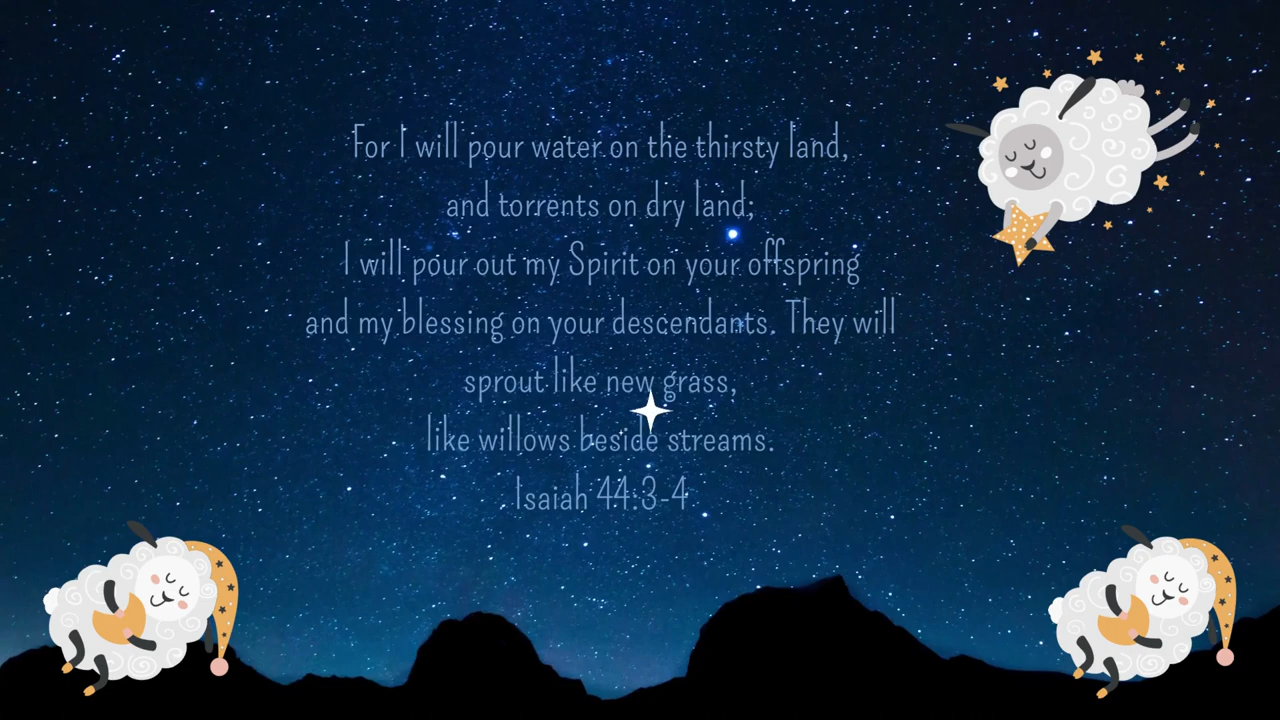 For I will pour water on the thirsty land,
and torrents on dry land;
I will pour out my Spirit on your offspring
and my blessing on your descendants. They will
sprout like new grass,
like willows beside streams.
Isaiah 44:3-4